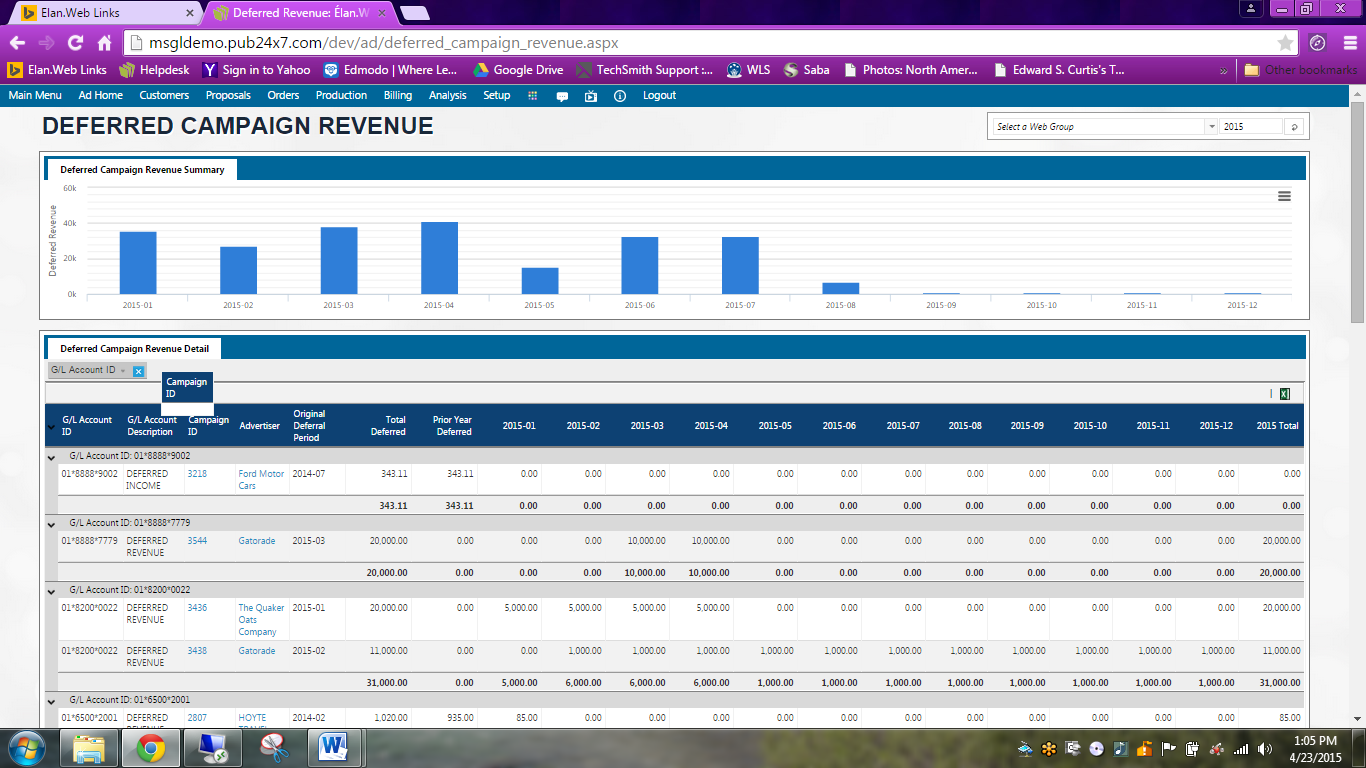 Elan.Web Links
Deferred Revenue: Élan.W
msgldemo.pub24x7.com/dev/ad/deferred_campaign_revenue.aspx
Elan.Web Links Helpdesk Sign in to Yahoo Edmodo | Where Le... Google Drive TechSmith Support :... WLS Saba Photos: North Amer... Edward S. Curtis's T... » Other bookmarks
Main Menu Ad Home Customers Proposals Orders Production Billing Analysis Setup Logout
DEFERRED CAMPAIGN REVENUE
Select a Web Group 2015
Deferred Campaign Revenue Summary
Deferred Revenue
60k
40k
20k
0k
2015-01 2015-02 2015-03 2015-04 2015-05 2015-06 2015-07 2015-08 2015-09 2015-10 2015-11 2015-12
Deferred Campaign Revenue Detail
G/L Account ID
Campaign
ID
G/L Account ID G/L Account Description Campaign ID Advertiser Original Deferral Period Total Deferred Prior Year Deferred 2015-01 2015-02 2015-03 2015-04 2015-05 2015-06 2015-07 2015-08 2015-09 2015-10 2015-11 2015-12 2015 Total
G/L Account ID: 01*8888*9002
01*8888*9002 DEFERRED INCOME 3218 Ford Motor Cars 2014-07 343.11 343.11 0.00 0.00 0.00 0.00 0.00 0.00 0.00 0.00 0.00 0.00 0.00 0.00 0.00
343.11 343.11 0.00 0.00 0.00 0.00 0.00 0.00 0.00 0.00 0.00 0.00 0.00 0.00 0.00
G/L Account ID: 01*8888*7779
01*8888*7779 DEFERRED REVENUE 3544 Gatorade 2015-03 20,000.00 0.00 0.00 0.00 10,000.00 10,000.00 0.00 0.00 0.00 0.00 0.00 0.00 0.00 0.00 20,000.00
20,000.00 0.00 0.00 0.00 10,000.00 10,000.00 0.00 0.00 0.00 0.00 0.00 0.00 0.00 0.00 20,000.00
G/L Account ID: 01*8200*0022
01*8200*0022 DEFERRED REVENUE 3436 The Quaker Oats Company 2015-01 20,000.00 0.00 5,000.00 5,000.00 5,000.00 5,000.00 0.00 0.00 0.00 0.00 0.00 0.00 0.00 0.00 20,000.00
01*8200*0022 DEFERRED REVENUE 3438 Gatorade 2015-02 11,000.00 0.00 0.00 1,000.00 1,000.00 1,000.00 1,000.00 1,000.00 1,000.00 1,000.00 1,000.00 1,000.00 1,000.00 1,000.00 11,000.00
31,000.00 0.00 5,000.00 6,000.00 6,000.00 6,000.00 1,000.00 1,000.00 1,000.00 1,000.00 1,000.00 1,000.00 1,000.00 1,000.00 31,000.00
G/L Account ID: 01*6500*2001
01*6500*2001 DEFERRED 2807 HOYTE 2014-02 1,020.00 935.00 85.00 0.00 0.00 0.00 0.00 0.00 0.00 0.00 0.00 0.00 0.00 0.00 85.00
1:05 PM
4/23/2015